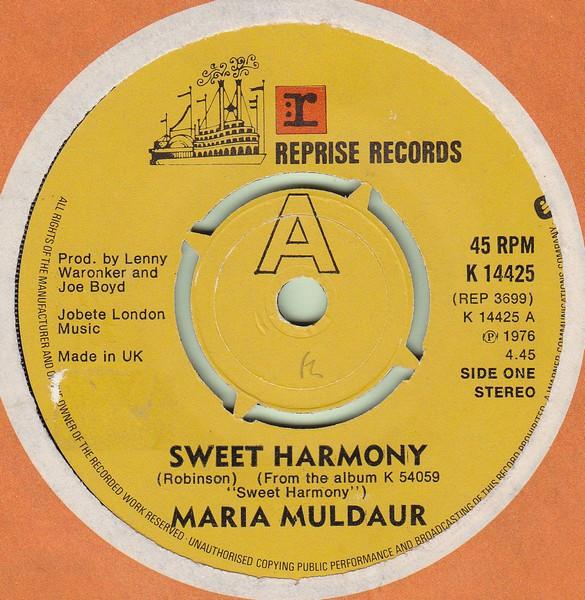 r
REPRISE RECORDS
A
Prod. by Lenny
Waronker and
Joe Boyd
Jobete London
Music
Made in UK
45 RPM
K 14425
(REP 3699)
K 14425 A
Ⓟ 1976
4.45
SIDE ONE
STEREO
SWEET HARMONY
(Robinson) (From the album K 54059
"Sweet Harmony")
MARIA MULDAUR
ALL RIGHTS OF THE MANUFACTURER AND OF THE OWNER OF THE RECORDED WORK RESERVED · UNAUTHORISED COPYING PUBLIC PERFORMANCE AND BROADCASTING OF THIS RECORD PROHIBITED. A WARNER COMMUNICATIONS COMPANY